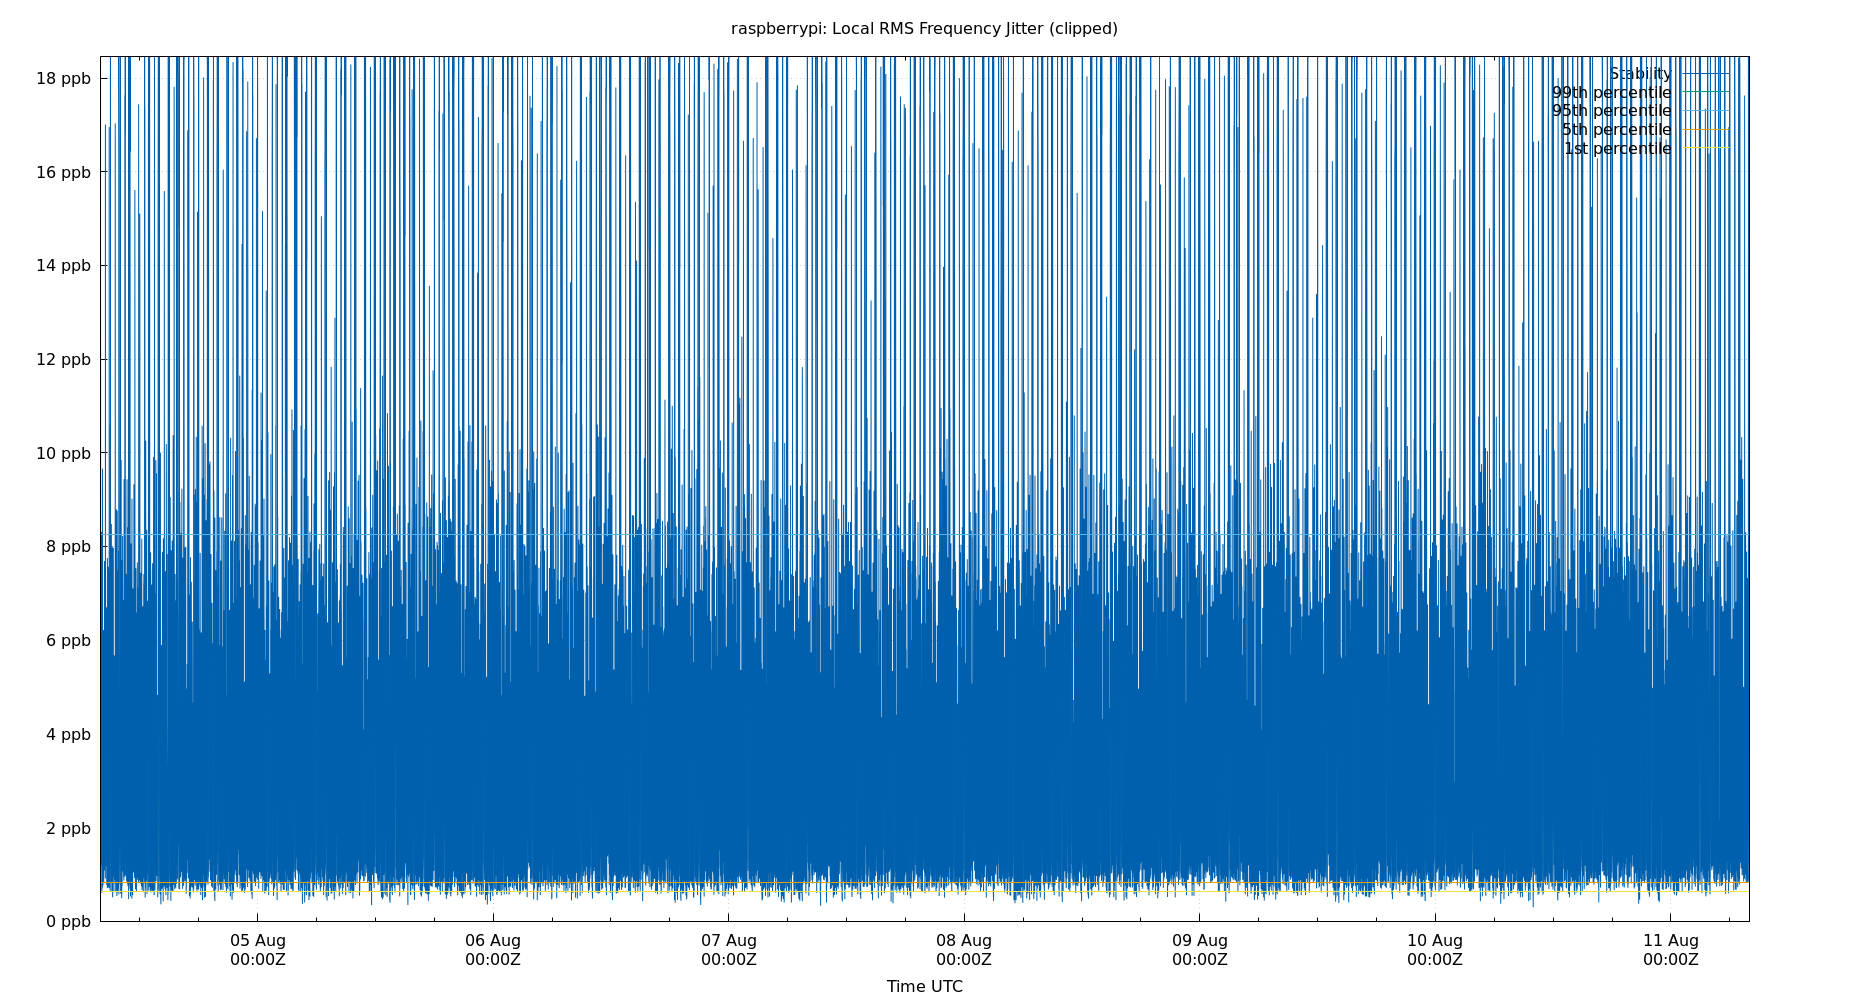 raspberrypi: Local RMS Frequency Jitter (clipped)
18 ppb
16 ppb
14 ppb
12 ppb
10 ppb
8 ppb
6 ppb
4 ppb
2 ppb
0 ppb
Stability
99th percentile
95th percentile
5th percentile
1st percentile
05 Aug
00:00Z
06 Aug
00:00Z
07 Aug
00:00Z
08 Aug
00:00Z
09 Aug
00:00Z
10 Aug
00:00Z
11 Aug
00:00Z
Time UTC